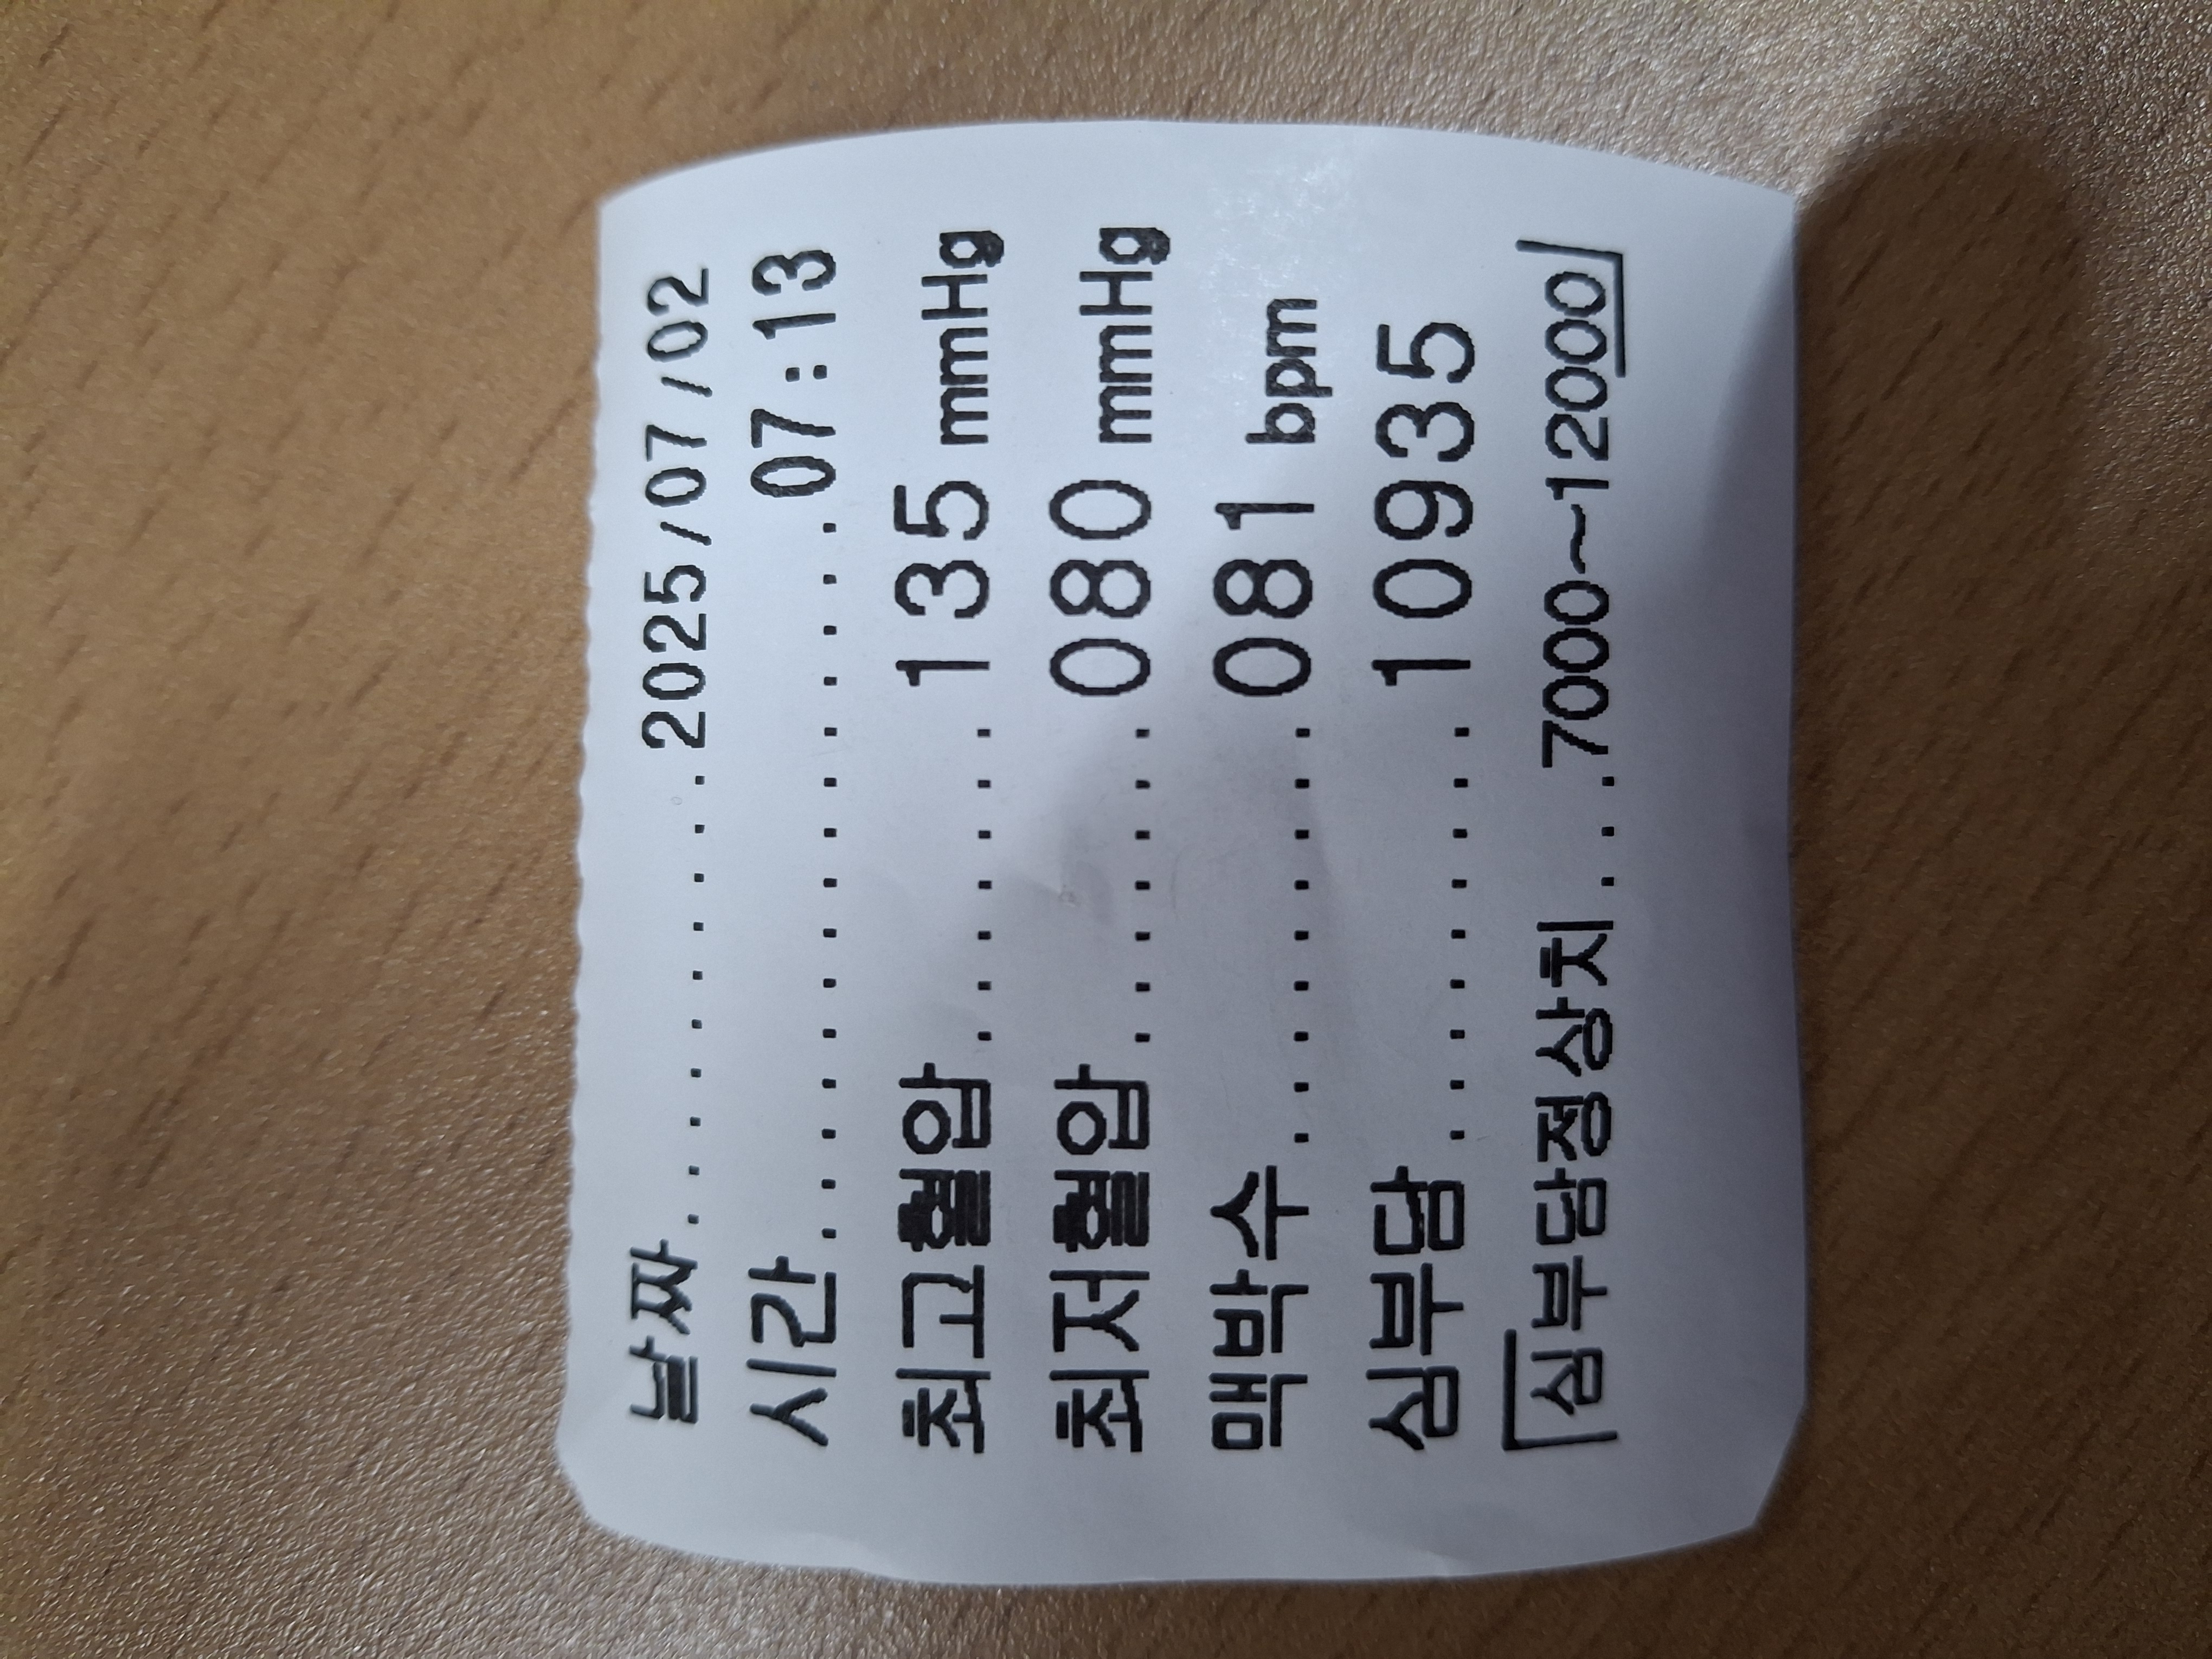 날짜..........2025/07/02
시간...............07:13
최고혈압.......135 mmHg
최저혈압.......080 mmHg
맥박수.........081 bpm
심부담.........10935
「심부담정상치...7000~12000」